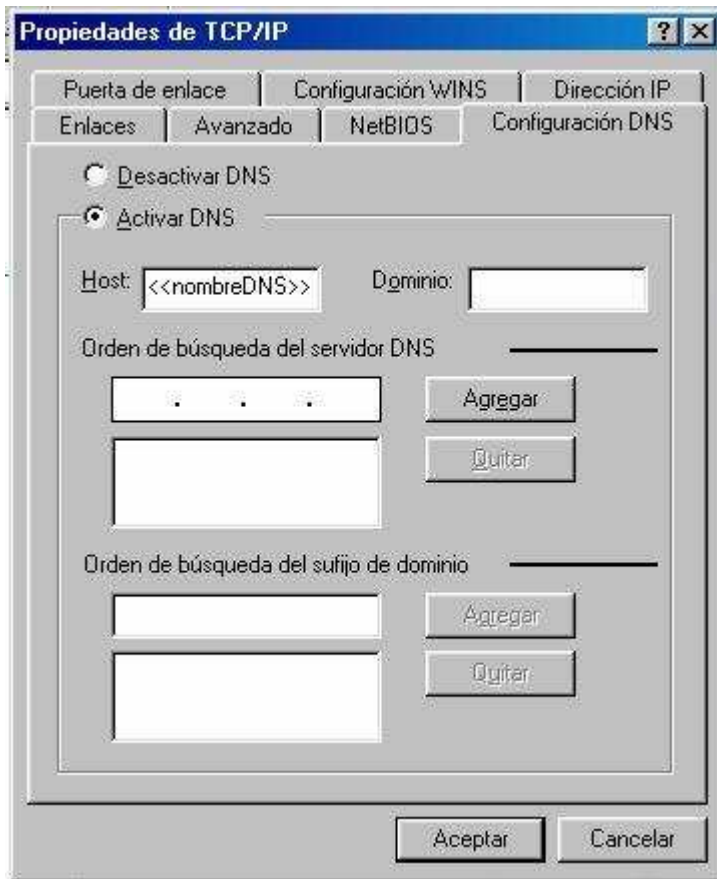 Propiedades de TCP/IP
Puerta de enlace Configuración WINS Dirección IP
Enlaces Avanzado NetBIOS Configuración DNS
Desactivar DNS
Activar DNS
Host: <<nombreDNS>> Dominio:
Orden de búsqueda del servidor DNS
. . . Agregar
Quitar
Orden de búsqueda del sufijo de dominio
Agregar
Quitar
Aceptar Cancelar